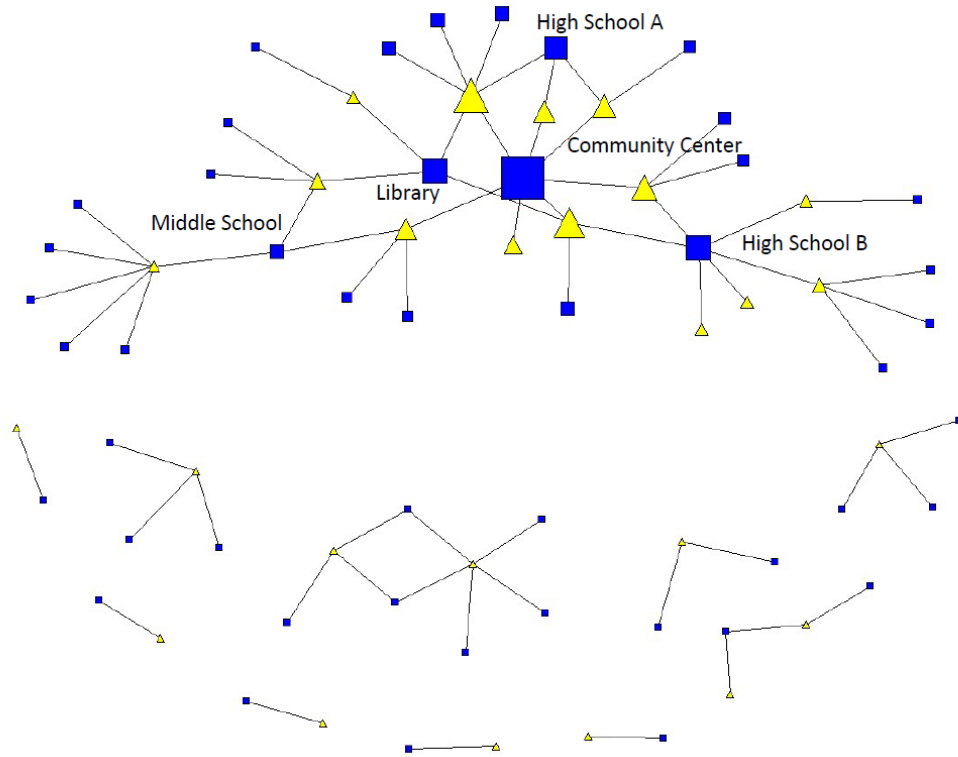 High School A
Community Center
Library
Middle School
High School B